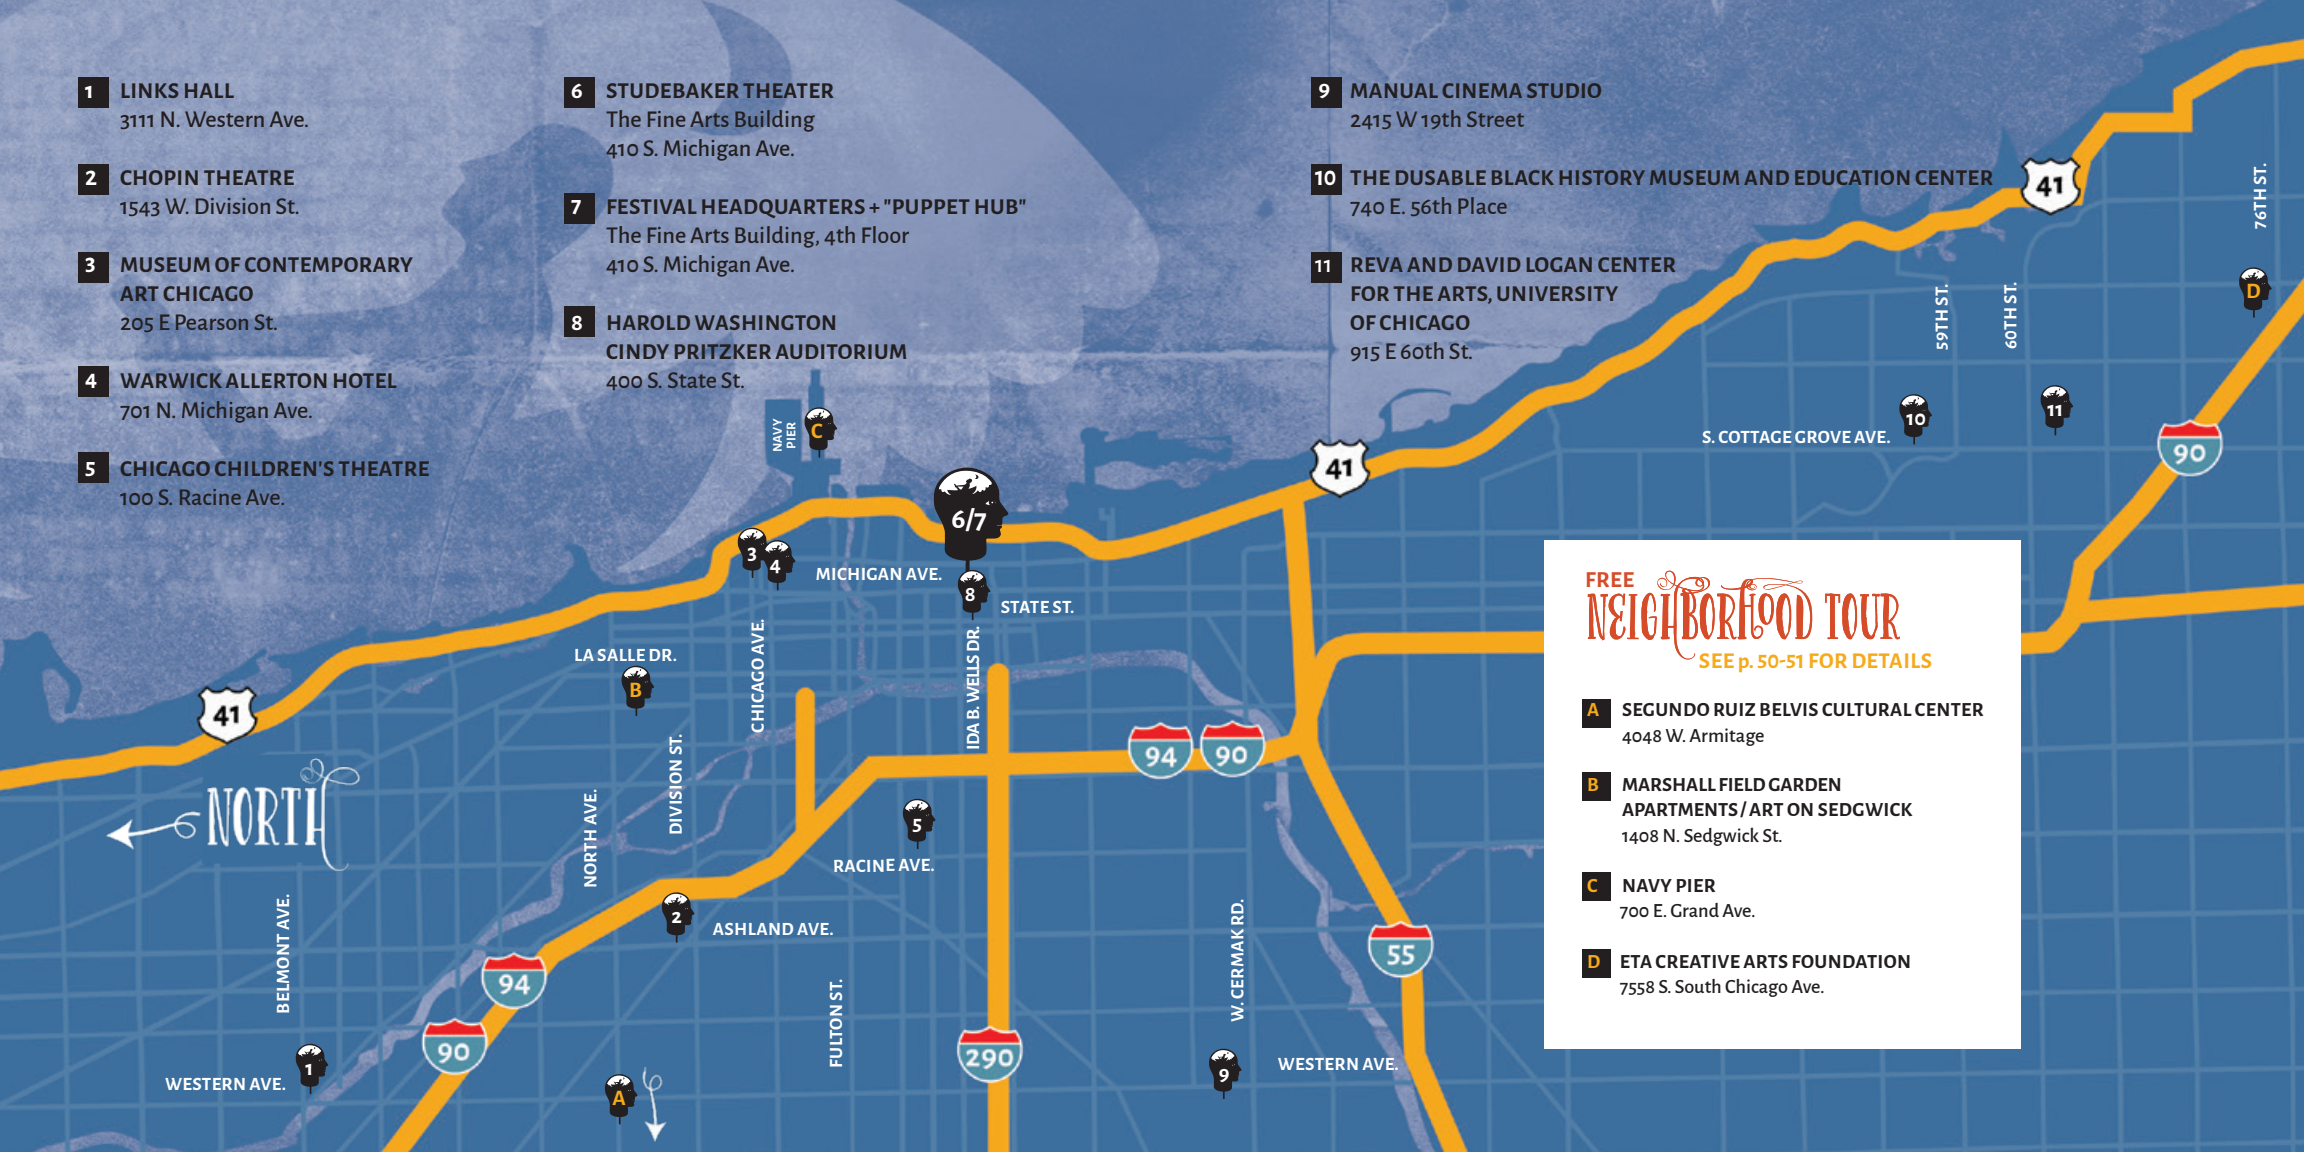 1 LINKS HALL
3111 N. Western Ave.
2 CHOPIN THEATRE
1543 W. Division St.
3 MUSEUM OF CONTEMPORARY
ART CHICAGO
205 E Pearson St.
4 WARWICK ALLERTON HOTEL
701 N. Michigan Ave.
5 CHICAGO CHILDREN'S THEATRE
100 S. Racine Ave.
6 STUDEBAKER THEATER
The Fine Arts Building
410 S. Michigan Ave.
7 FESTIVAL HEADQUARTERS + "PUPPET HUB"
The Fine Arts Building, 4th Floor
410 S. Michigan Ave.
8 HAROLD WASHINGTON
CINDY PRITZKER AUDITORIUM
400 S. State St.
9 MANUAL CINEMA STUDIO
2415 W 19th Street
10 THE DUSABLE BLACK HISTORY MUSEUM AND EDUCATION CENTER
740 E. 56th Place
11 REVA AND DAVID LOGAN CENTER
FOR THE ARTS, UNIVERSITY
OF CHICAGO
915 E 60th St.
41
76TH ST.
D
59TH ST.
60TH ST.
10
11
S. COTTAGE GROVE AVE.
90
NAVY
PIER
C
41
6/7
3
4
MICHIGAN AVE.
8
STATE ST.
LA SALLE DR.
B
CHICAGO AVE.
IDA B. WELLS DR.
41
NORTH
DIVISION ST.
NORTH AVE.
94
90
5
RACINE AVE.
2
ASHLAND AVE.
BELMONT AVE.
94
90
FULTON ST.
W. CERMAK RD.
55
290
1
WESTERN AVE.
A
9
WESTERN AVE.
FREE
NEIGHBORHOOD TOUR
SEE p. 50-51 FOR DETAILS
A SEGUNDO RUIZ BELVIS CULTURAL CENTER
4048 W. Armitage
B MARSHALL FIELD GARDEN
APARTMENTS / ART ON SEDGWICK
1408 N. Sedgwick St.
C NAVY PIER
700 E. Grand Ave.
D ETA CREATIVE ARTS FOUNDATION
7558 S. South Chicago Ave.